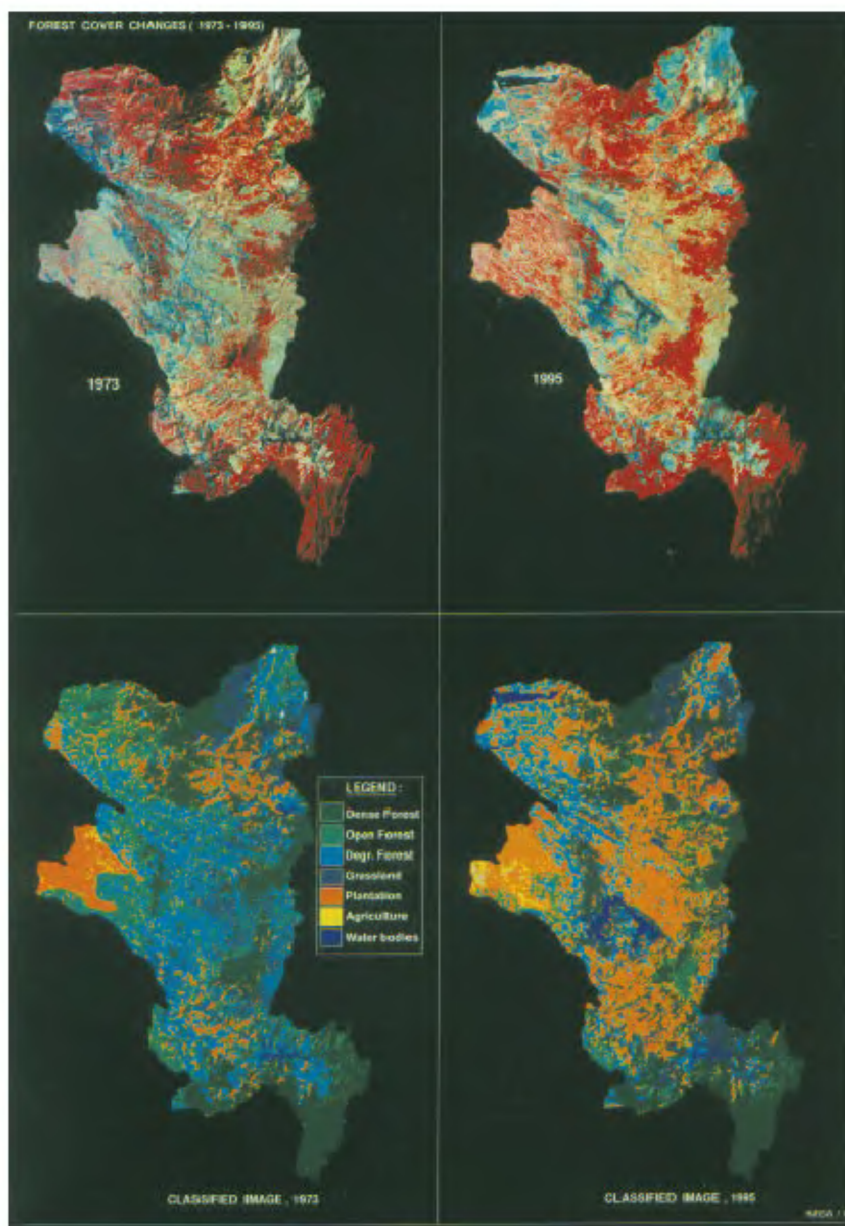 FOREST COVER CHANGES ( 1973 - 1995)
1973
1995
LEGEND :
Dense Forest
Open Forest
Degr. Forest
Grassland
Plantation
Agriculture
Water bodies
CLASSIFIED IMAGE , 1973
CLASSIFIED IMAGE , 1995